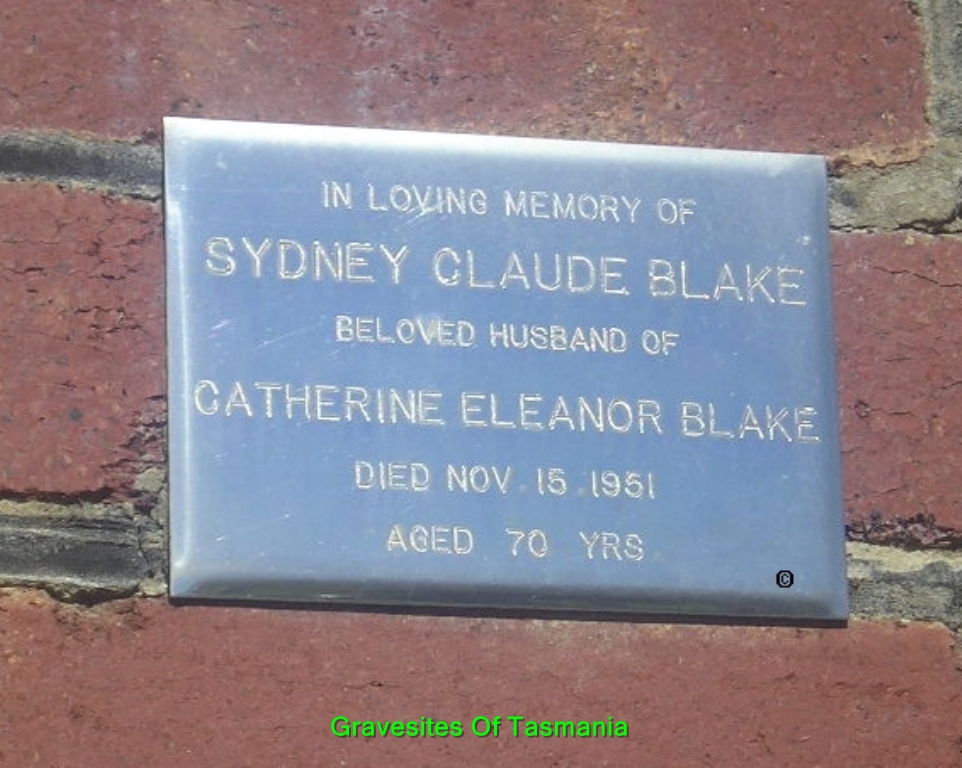 IN LOVING MEMORY OF
SYDNEY CLAUDE BLAKE
BELOVED HUSBAND OF
CATHERINE ELEANOR BLAKE
DIED NOV. 15. 1951
AGED 70 YRS
©
Gravesites Of Tasmania